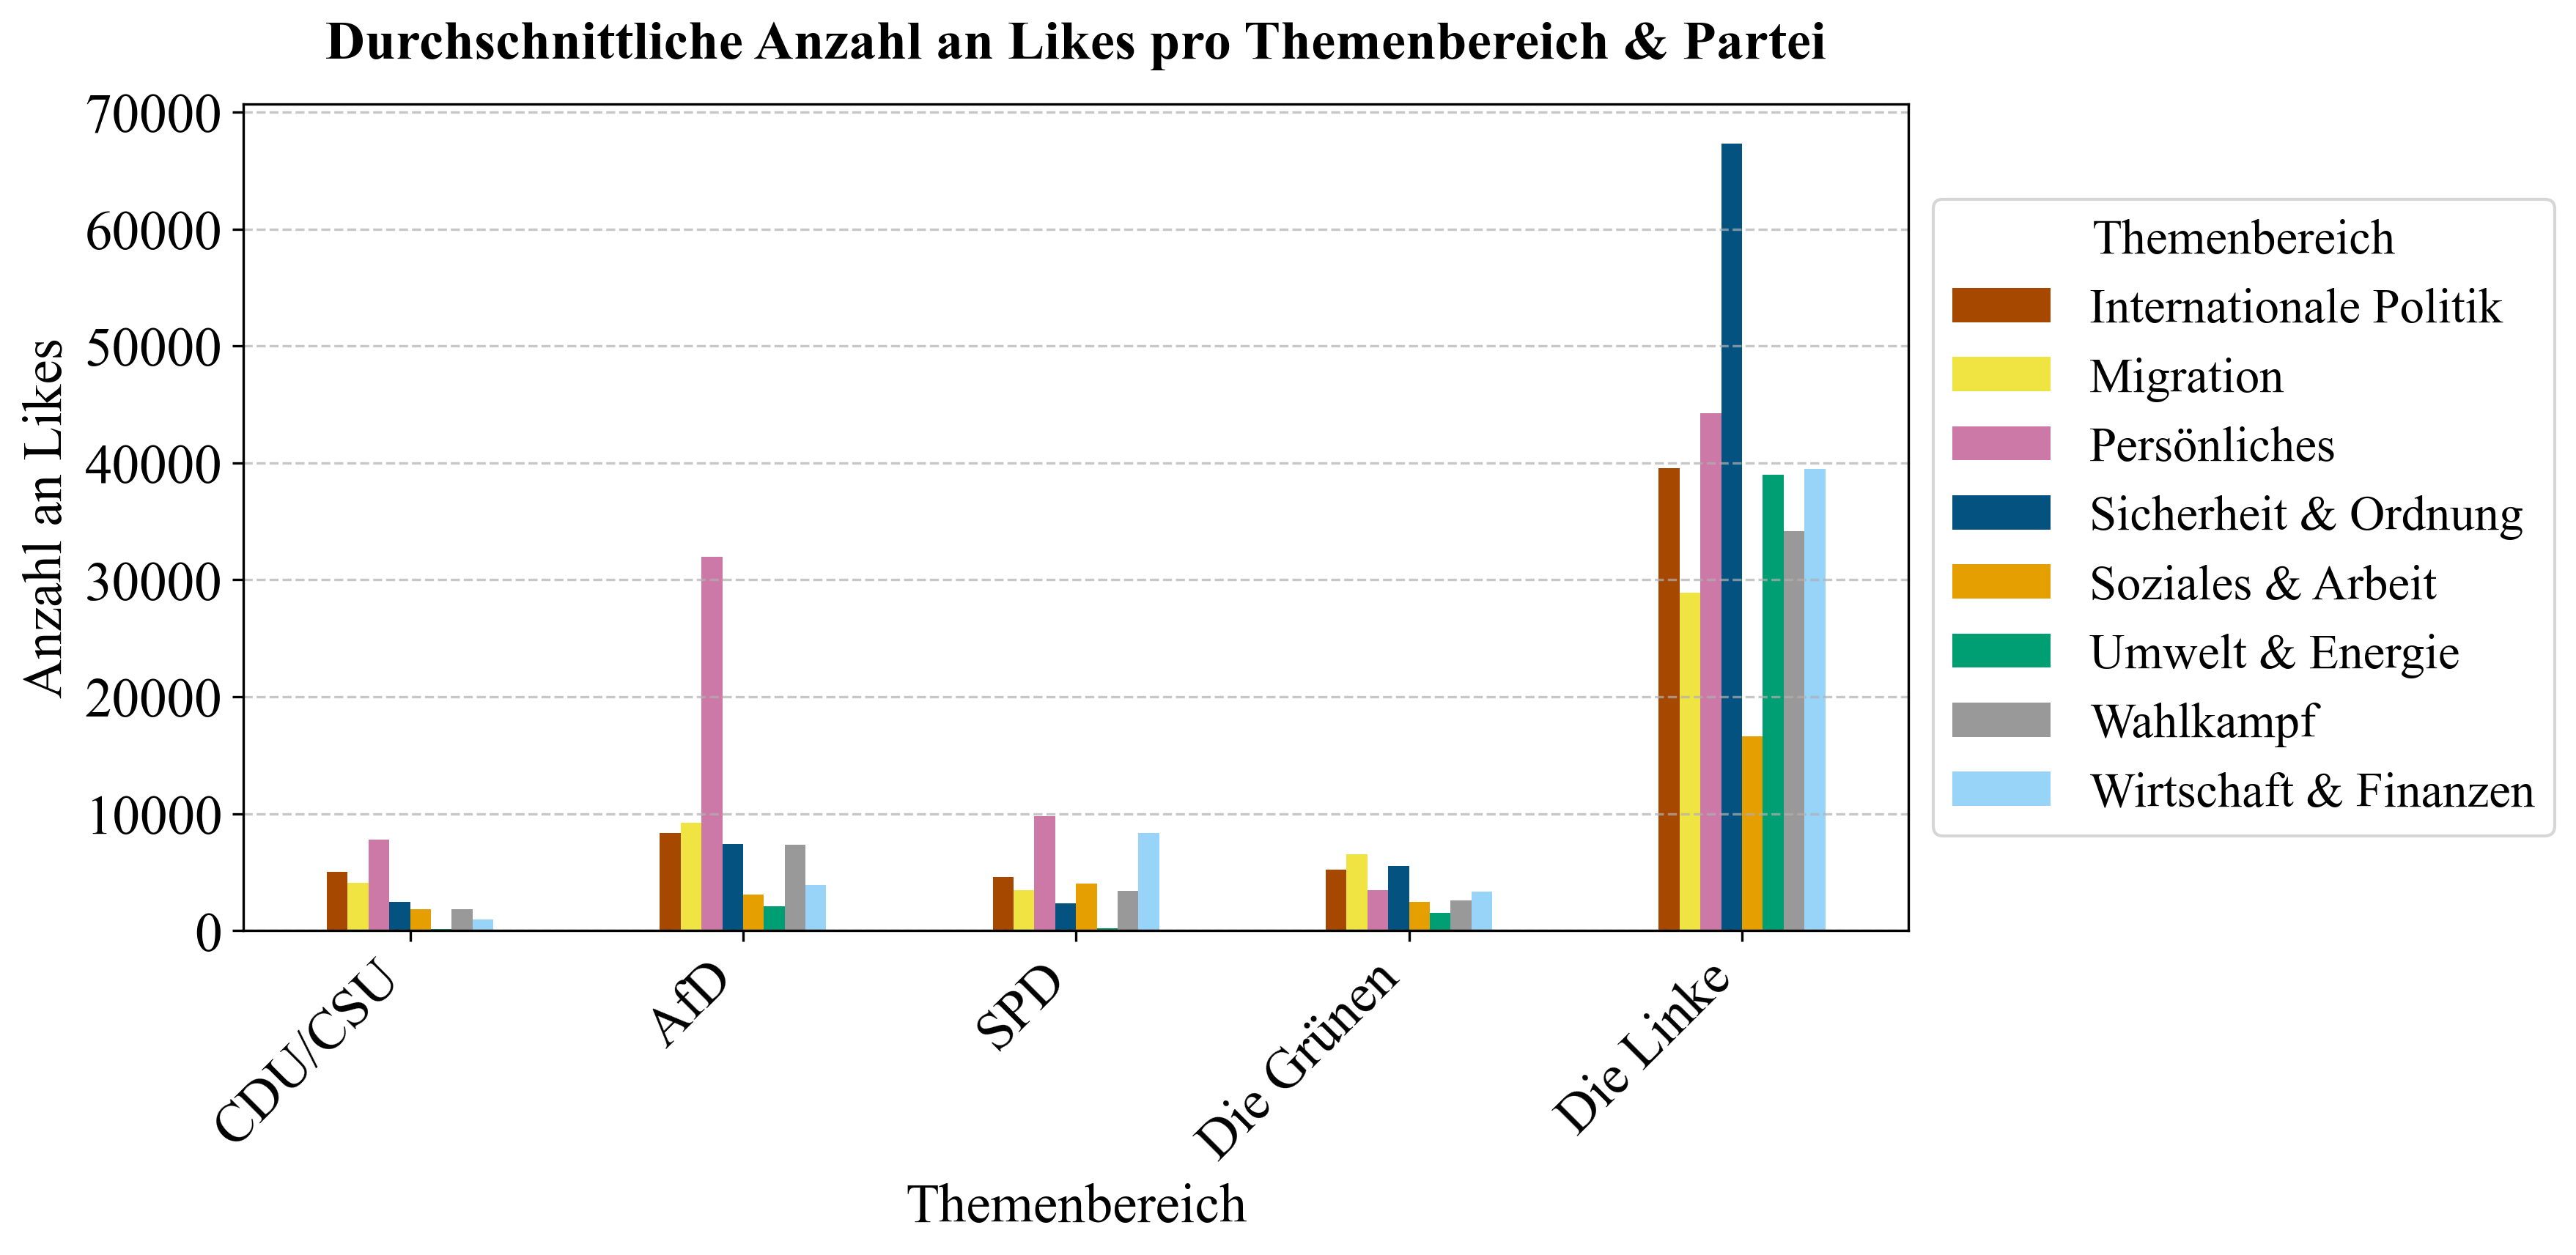 Durchschnittliche Anzahl an Likes pro Themenbereich & Partei
Anzahl an Likes
70000
60000
50000
40000
30000
20000
10000
0
CDU/CSU
AfD
SPD
Die Grünen
Die Linke
Themenbereich
Themenbereich
Internationale Politik
Migration
Persönliches
Sicherheit & Ordnung
Soziales & Arbeit
Umwelt & Energie
Wahlkampf
Wirtschaft & Finanzen